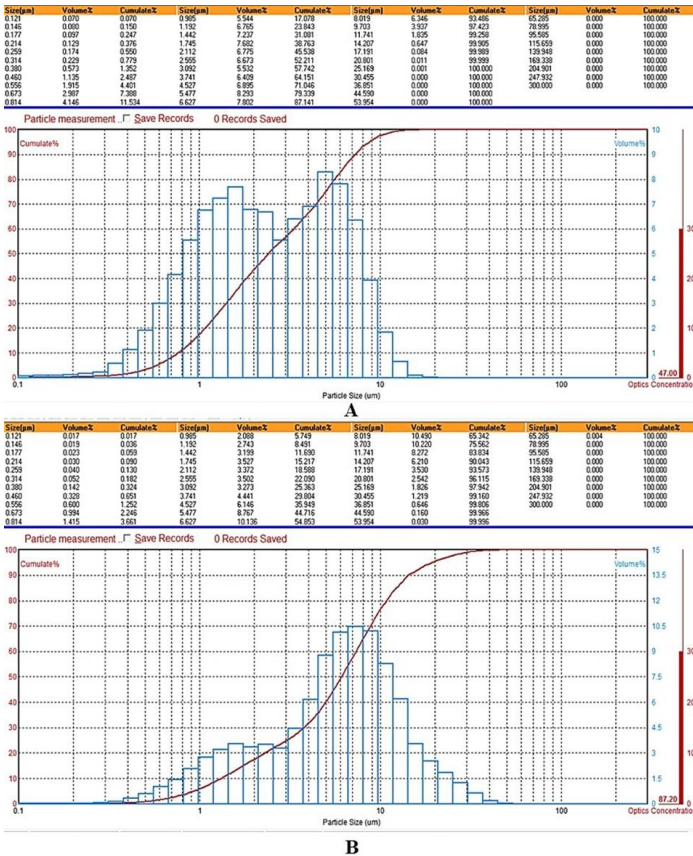 Size(µm) Volume% Cumulate% Size(µm) Volume% Cumulate% Size(µm) Volume% Cumulate% Size(µm) Volume% Cumulate%
0.121 0.070 0.070 0.985 5.544 17.078 8.019 6.346 93.486 65.285 0.000 100.000
0.146 0.080 0.150 1.192 6.765 23.843 9.703 3.937 97.423 78.995 0.000 100.000
0.177 0.097 0.247 1.442 7.237 31.081 11.741 1.835 99.258 95.585 0.000 100.000
0.214 0.129 0.376 1.745 7.682 38.763 14.207 0.647 99.905 115.659 0.000 100.000
0.259 0.174 0.550 2.112 6.775 45.538 17.191 0.084 99.989 139.948 0.000 100.000
0.314 0.229 0.779 2.555 6.673 52.211 20.801 0.011 99.999 169.338 0.000 100.000
0.380 0.573 1.352 3.092 5.532 57.742 25.169 0.001 100.000 204.901 0.000 100.000
0.460 1.135 2.487 3.741 6.409 64.151 30.455 0.000 100.000 247.932 0.000 100.000
0.556 1.915 4.401 4.527 6.895 71.046 36.851 0.000 100.000 300.000 0.000 100.000
0.673 2.987 7.388 5.477 8.293 79.339 44.590 0.000 100.000
0.814 4.146 11.534 6.627 7.802 87.141 53.954 0.000 100.000
Particle measurement .. Save Records 0 Records Saved
100 10
Cumulate% Volume%
90 9
80 8
70 7
60 6 30
50 5
40 4
30 3
20 2 10
10 1
47.00
0 0 0
0.1 1 10 100 Optics Concentratio
Particle Size (um)
A
Size(µm) Volume% Cumulate% Size(µm) Volume% Cumulate% Size(µm) Volume% Cumulate% Size(µm) Volume% Cumulate%
0.121 0.017 0.017 0.985 2.088 5.749 8.019 10.490 65.342 65.285 0.004 100.000
0.146 0.019 0.036 1.192 2.743 8.491 9.703 10.220 75.562 78.995 0.000 100.000
0.177 0.023 0.059 1.442 3.199 11.690 11.741 8.272 83.834 95.585 0.000 100.000
0.214 0.030 0.090 1.745 3.527 15.217 14.207 6.210 90.043 115.659 0.000 100.000
0.259 0.040 0.130 2.112 3.372 18.588 17.191 3.530 93.573 139.948 0.000 100.000
0.314 0.052 0.182 2.555 3.502 22.090 20.801 2.542 96.115 169.338 0.000 100.000
0.380 0.142 0.324 3.092 3.273 25.363 25.169 1.826 97.942 204.901 0.000 100.000
0.460 0.328 0.651 3.741 4.441 29.804 30.455 1.219 99.160 247.932 0.000 100.000
0.556 0.600 1.252 4.527 6.146 35.949 36.851 0.646 99.806 300.000 0.000 100.000
0.673 0.994 2.246 5.477 8.767 44.716 44.590 0.160 99.966
0.814 1.415 3.661 6.627 10.136 54.853 53.954 0.030 99.996
Particle measurement .. Save Records 0 Records Saved
100 15
Cumulate% Volume%
90 13.5
80 12
70 10.5
60 9 30
50 7.5
40 6
30 4.5
20 3 10
10 1.5
87.20
0 0 0
0.1 1 10 100 Optics Concentratio
Particle Size (um)
B